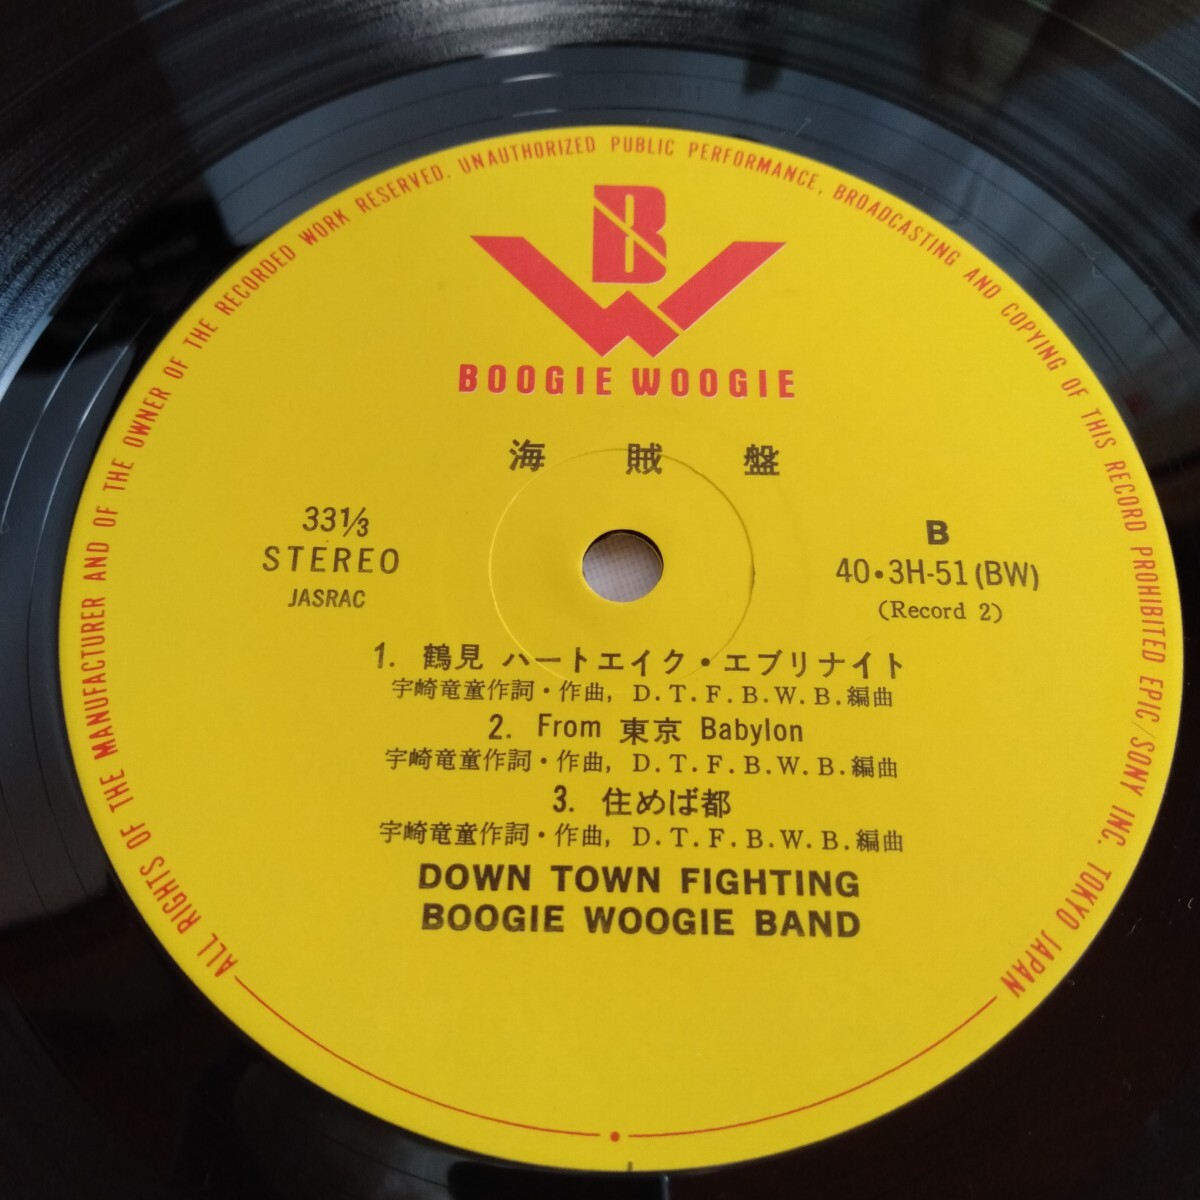 ALL RIGHTS OF THE MANUFACTURER AND OF THE OWNER OF THE RECORDED WORK RESERVED. UNAUTHORIZED PUBLIC PERFORMANCE, BROADCASTING AND COPYING OF THIS RECORD PROHIBITED EPIC/SONY INC. TOKYO JAPAN
B
W
BOOGIE WOOGIE
海賊盤
33⅓
STEREO
JASRAC
B
40・3H-51(BW)
(Record 2)
1. 鶴見 ハートエイク・エブリナイト
宇崎竜童作詞・作曲, D.T.F.B.W.B.編曲
2. From 東京 Babylon
宇崎竜童作詞・作曲, D.T.F.B.W.B.編曲
3. 住めば都
宇崎竜童作詞・作曲, D.T.F.B.W.B.編曲
DOWN TOWN FIGHTING
BOOGIE WOOGIE BAND